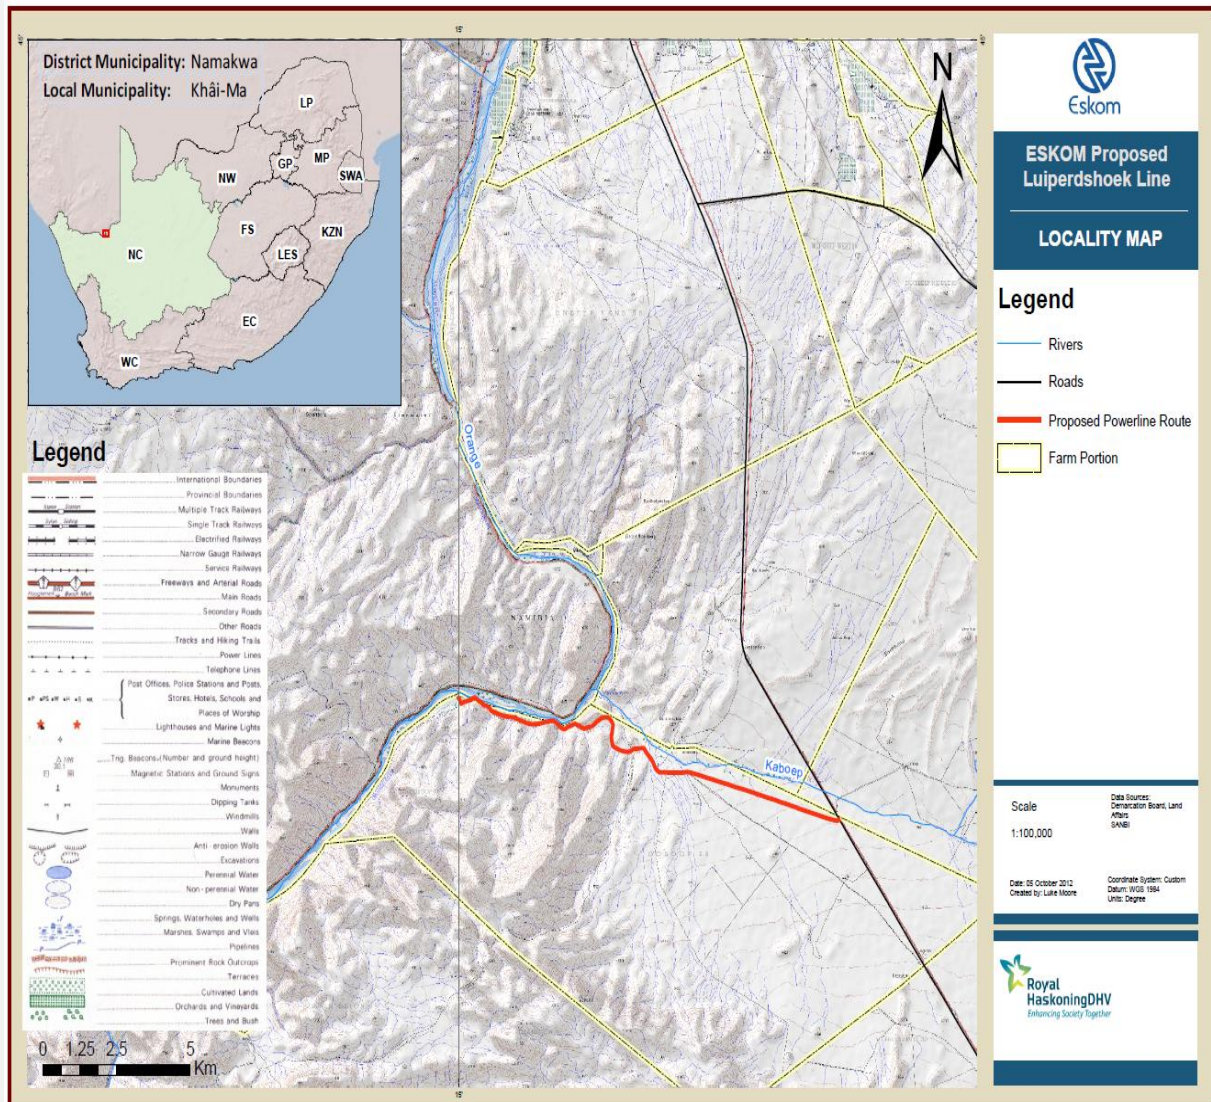 45'
15'
45'
District Municipality: Namakwa
Local Municipality: Khâi-Ma
LP
NW
GP
MP
SWA
FS
KZN
NC
LES
EC
WC
N
Orange
NAMIBIA
Kaboep
15'
Legend
International Boundaries
Provincial Boundaries
Multiple Track Railways
Single Track Railways
Electrified Railways
Narrow Gauge Railways
Service Railways
Freeways and Arterial Roads
Main Roads
Secondary Roads
Other Roads
Tracks and Hiking Trails
Power Lines
Telephone Lines
Post Offices, Police Stations and Posts,
Stores, Hotels, Schools and
Places of Worship
Lighthouses and Marine Lights
Marine Beacons
Trig. Beacons (Number and ground height)
Magnetic Stations and Ground Signs
Monuments
Dipping Tanks
Windmills
Walls
Anti-erosion Walls
Excavations
Perennial Water
Non-perennial Water
Dry Pans
Springs, Waterholes and Wells
Marshes, Swamps and Vleis
Pipelines
Prominent Rock Outcrops
Terraces
Cultivated Lands
Orchards and Vineyards
Trees and Bush
0 1.25 2.5 5
Km
Eskom
ESKOM Proposed
Luiperdshoek Line
LOCALITY MAP
Legend
Rivers
Roads
Proposed Powerline Route
Farm Portion
Scale
1:100,000
Data Sources:
Demarcation Board, Land
Affairs
SANBI
Date: 05 October 2012
Created by: Luke Moore
Coordinate System: Custom
Datum: WGS 1984
Units: Degree
Royal
HaskoningDHV
Enhancing Society Together